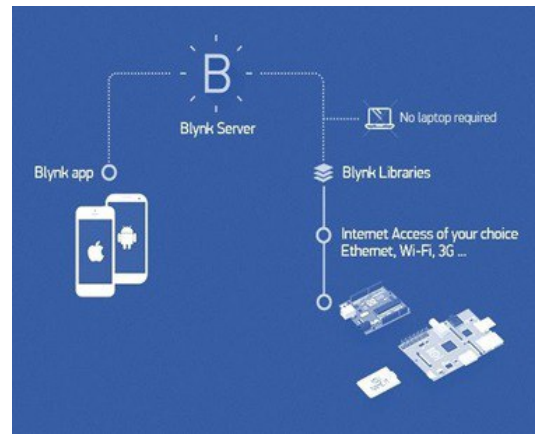 B
Blynk Server
No laptop required
Blynk app
Blynk Libraries
Internet Access of your choice
Ethernet, Wi-Fi, 3G ...